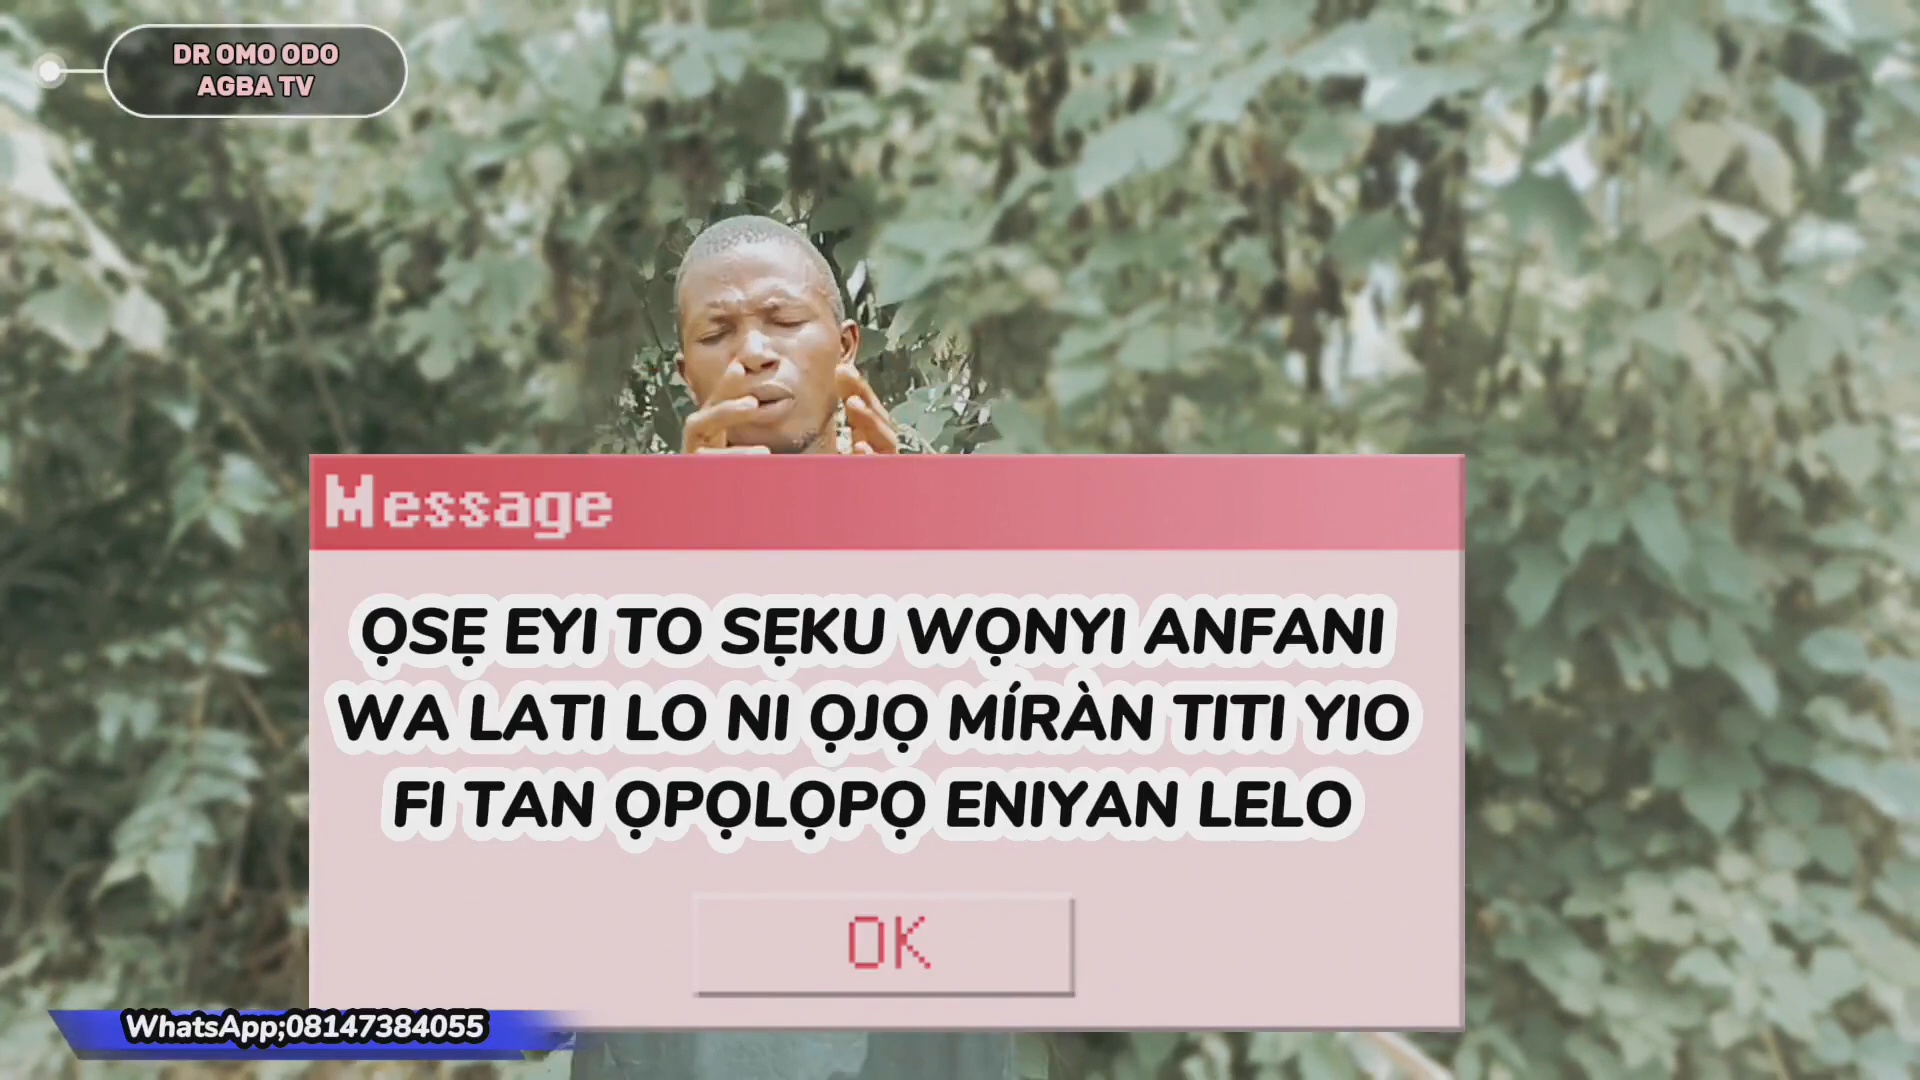 DR OMO ODO
AGBA TV
Message
ỌSẸ EYI TO SẸKU WỌNYI ANFANI
WA LATI LO NI ỌJỌ MÍRÀN TITI YIO
FI TAN ỌPỌLỌPỌ ENIYAN LELO
OK
WhatsApp;08147384055